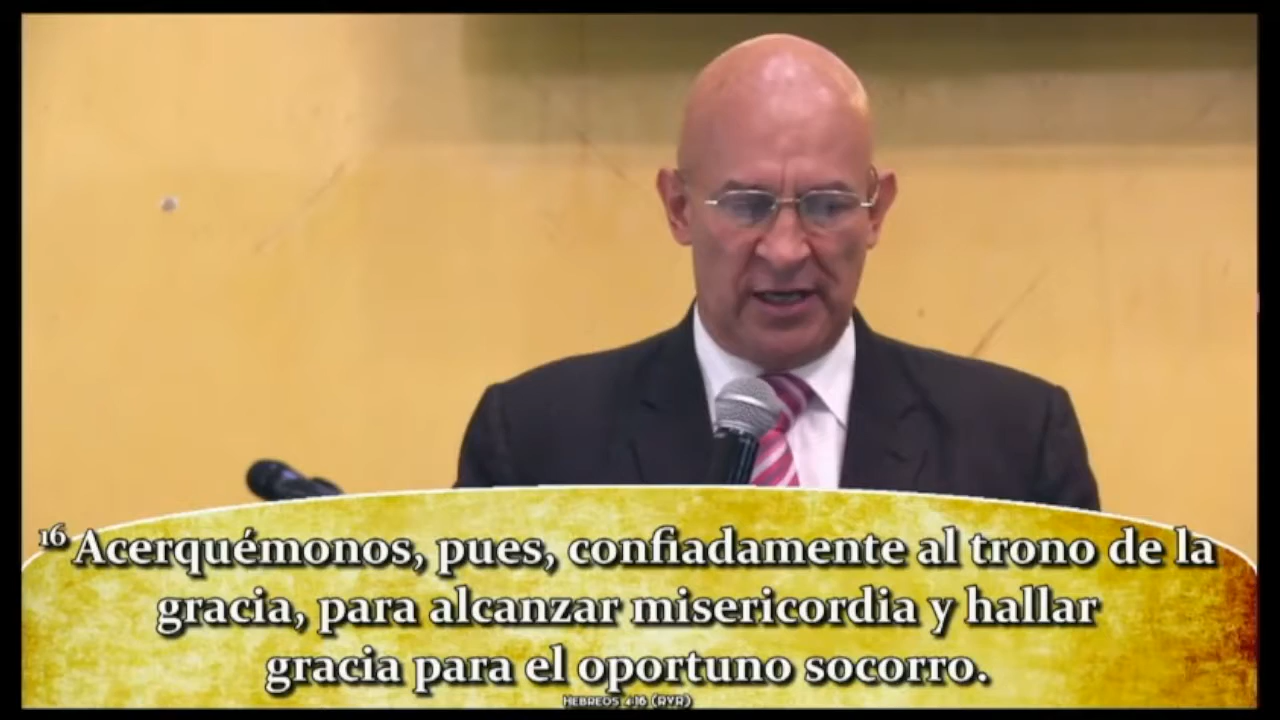 16 Acerquémonos, pues, confiadamente al trono de la
gracia, para alcanzar misericordia y hallar
gracia para el oportuno socorro.
HEBREOS 4:16 (RVR)